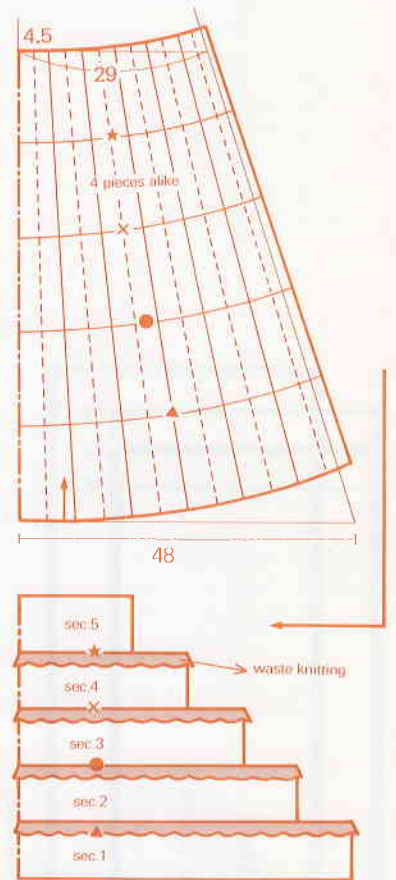 4.5
29
4 pieces alike
48
sec.5
waste knitting
sec.4
sec.3
sec.2
sec.1